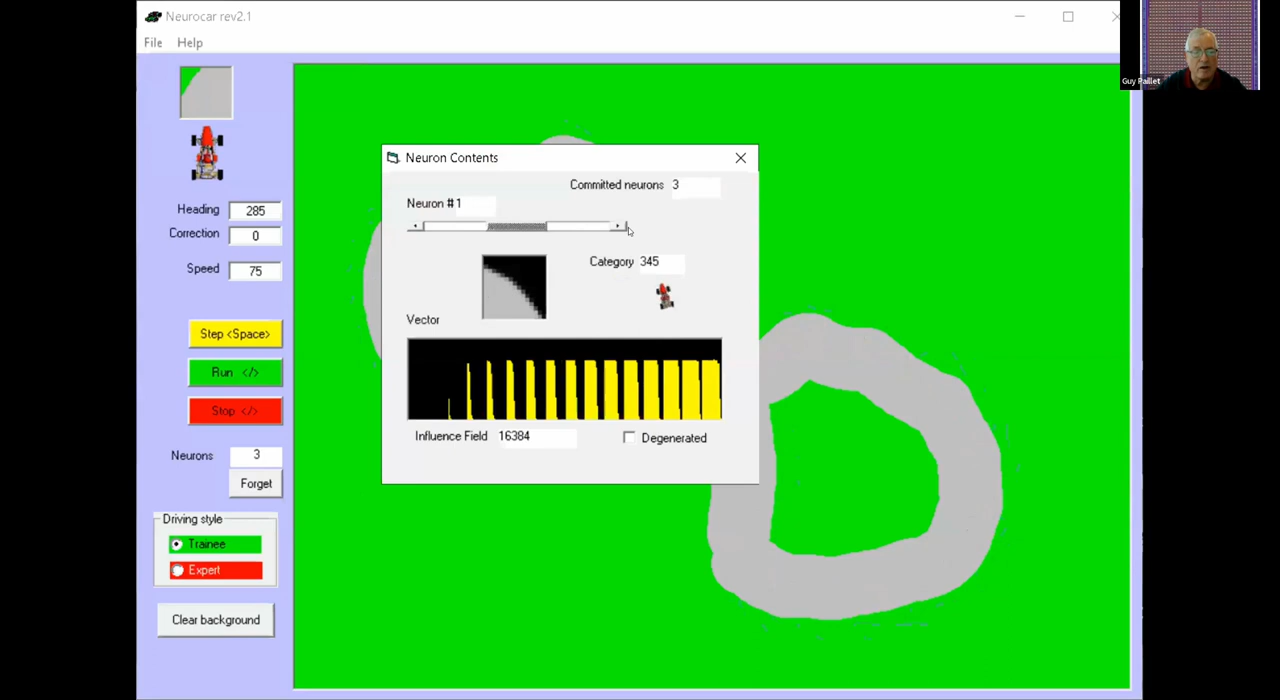 Neurocar rev2.1
File Help
Guy Paillet
Neuron Contents
Committed neurons 3
Neuron #1
Category 345
Vector
Influence Field 16384
Degenerated
Heading 285
Correction 0
Speed 75
Step <Space>
Run </>
Stop </>
Neurons 3
Forget
Driving style
Trainee
Expert
Clear background